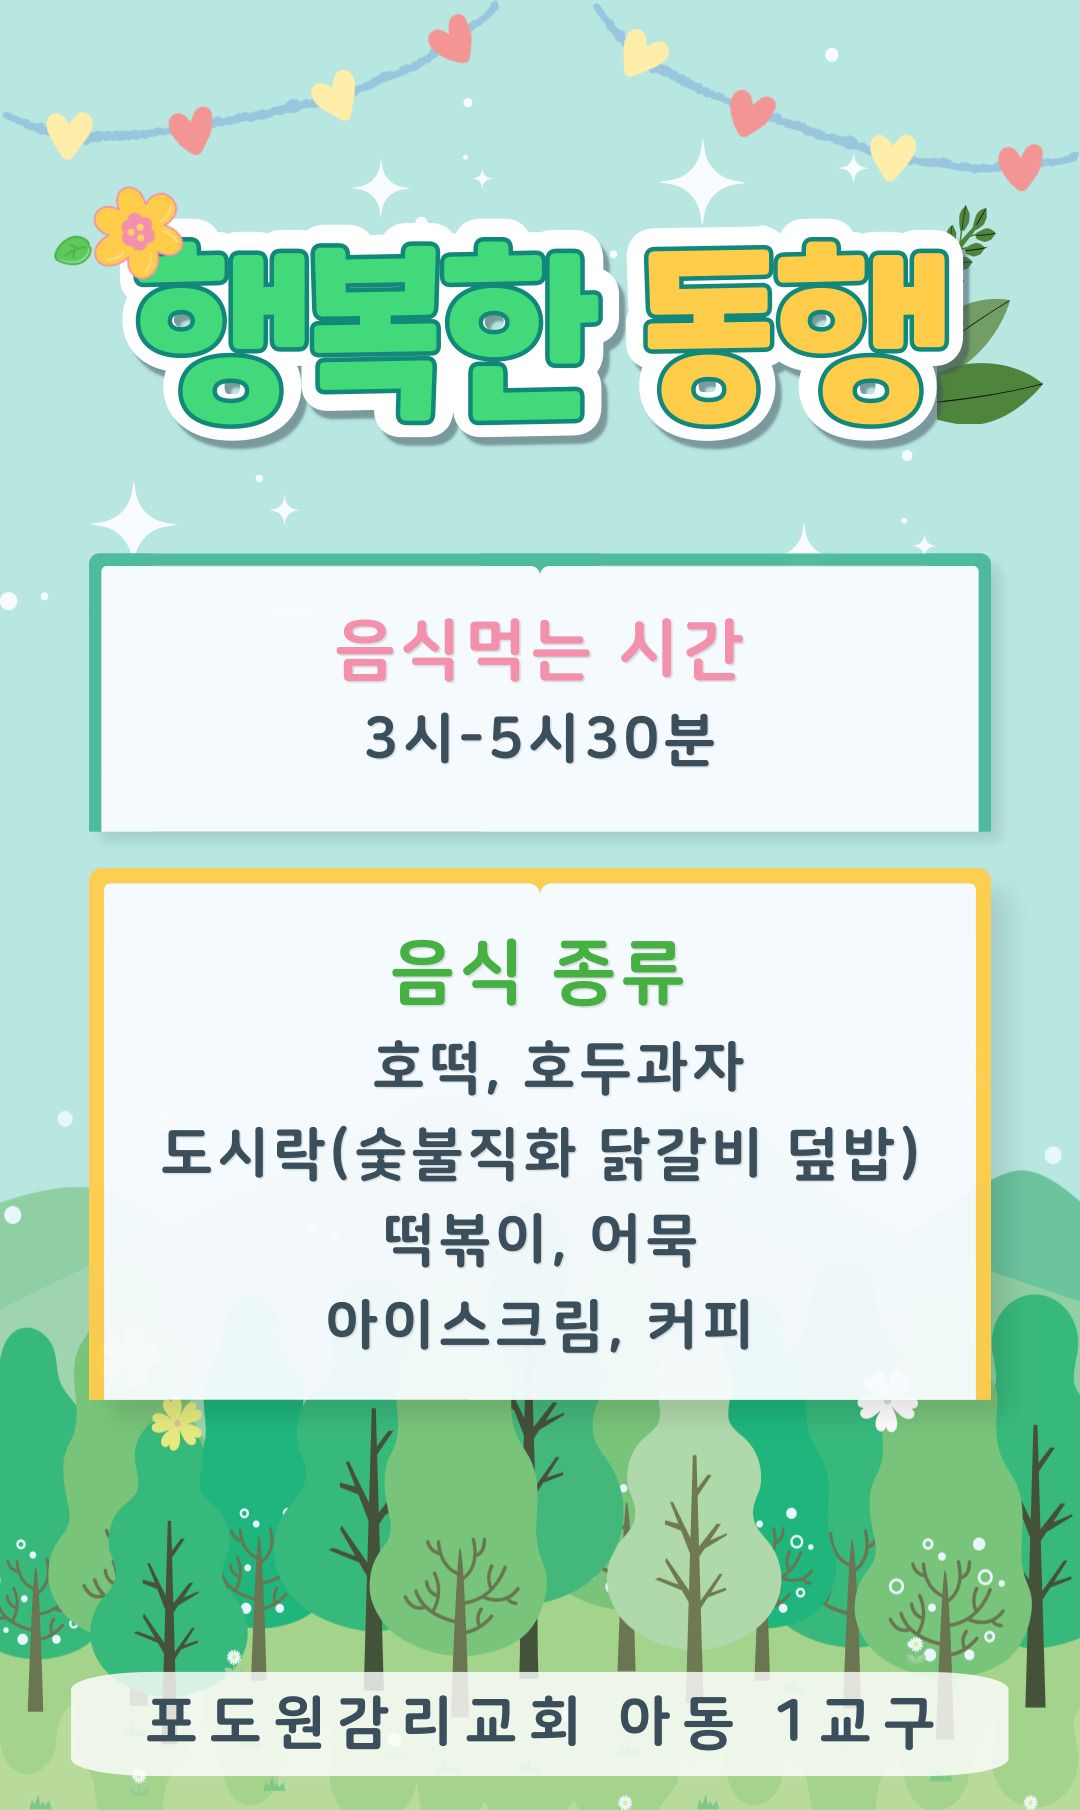 행복한 동행
음식먹는 시간
3시-5시30분
음식 종류
호떡, 호두과자
도시락(숯불직화 닭갈비 덮밥)
떡볶이, 어묵
아이스크림, 커피
포도원감리교회 아동 1교구